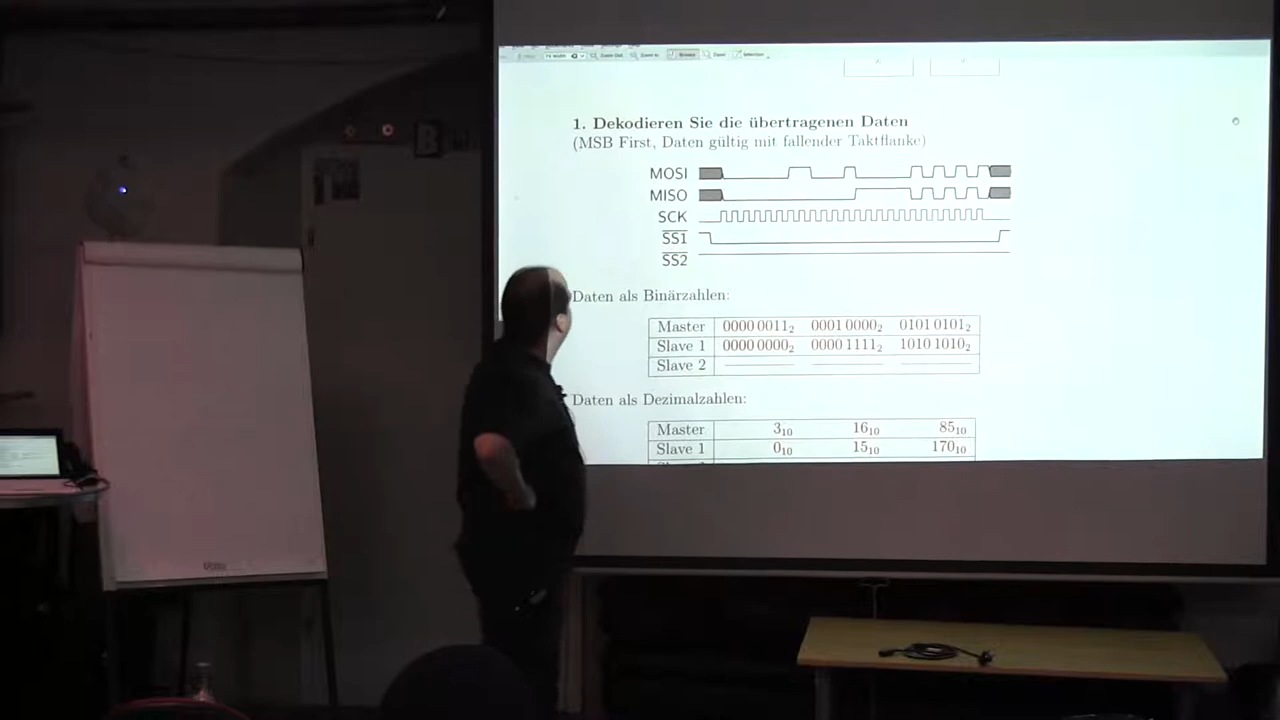 1. Dekodieren Sie die übertragenen Daten
(MSB First, Daten gültig mit fallender Taktflanke)
MOSI
MISO
SCK
SS1
SS2
Daten als Binärzahlen:
Master 0000 0011₂ 0001 0000₂ 0101 0101₂
Slave 1 0000 0000₂ 0000 1111₂ 1010 1010₂
Slave 2
Daten als Dezimalzahlen:
Master 3₁₀ 16₁₀ 85₁₀
Slave 1 0₁₀ 15₁₀ 170₁₀